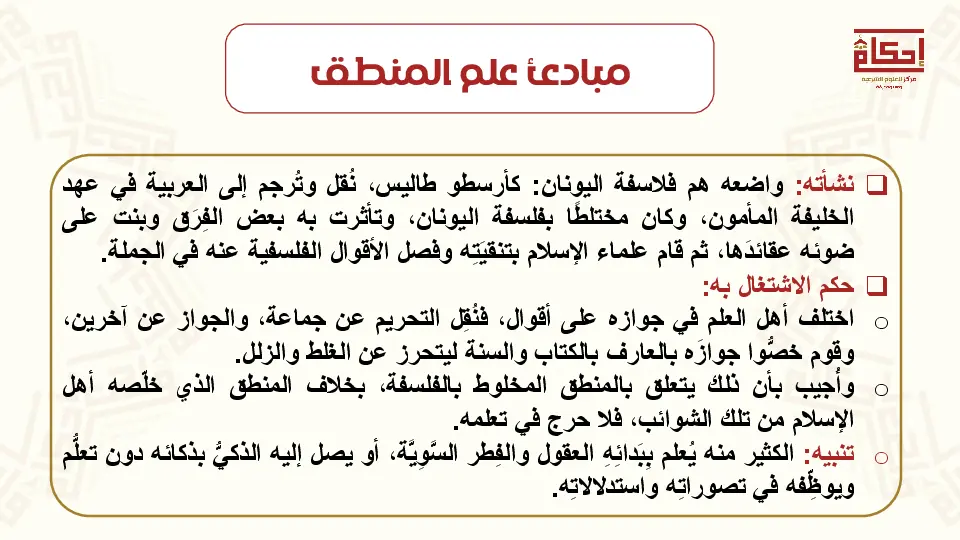 إحكام
مركز للعلوم الشرعية
مبادئ علم المنطق
❑ نشأته: واضعه هم فلاسفة اليونان: كأرسطو طاليس، نُقل وتُرجم إلى العربية في عهد
الخليفة المأمون، وكان مختلطًا بفلسفة اليونان، وتأثرت به بعض الفِرَق وبنت على
ضوئه عقائدَها، ثم قام علماء الإسلام بتنقيَتِه وفصل الأقوال الفلسفية عنه في الجملة.
❑ حكم الاشتغال به:
o اختلف أهل العلم في جوازه على أقوال، فنُقِل التحريم عن جماعة، والجواز عن آخرين،
وقوم خصُّوا جوازَه بالعارف بالكتاب والسنة ليتحرز عن الغلط والزلل.
o وأُجيب بأن ذلك يتعلق بالمنطق المخلوط بالفلسفة، بخلاف المنطق الذي خلّصه أهل
الإسلام من تلك الشوائب، فلا حرج في تعلمه.
o تنبيه: الكثير منه يُعلم بِبَدائِهِ العقول والفِطر السَّوِيَّة، أو يصل إليه الذكيُّ بذكائه دون تعلُّم
ويوظِّفه في تصوراتِه واستدلالاتِه.